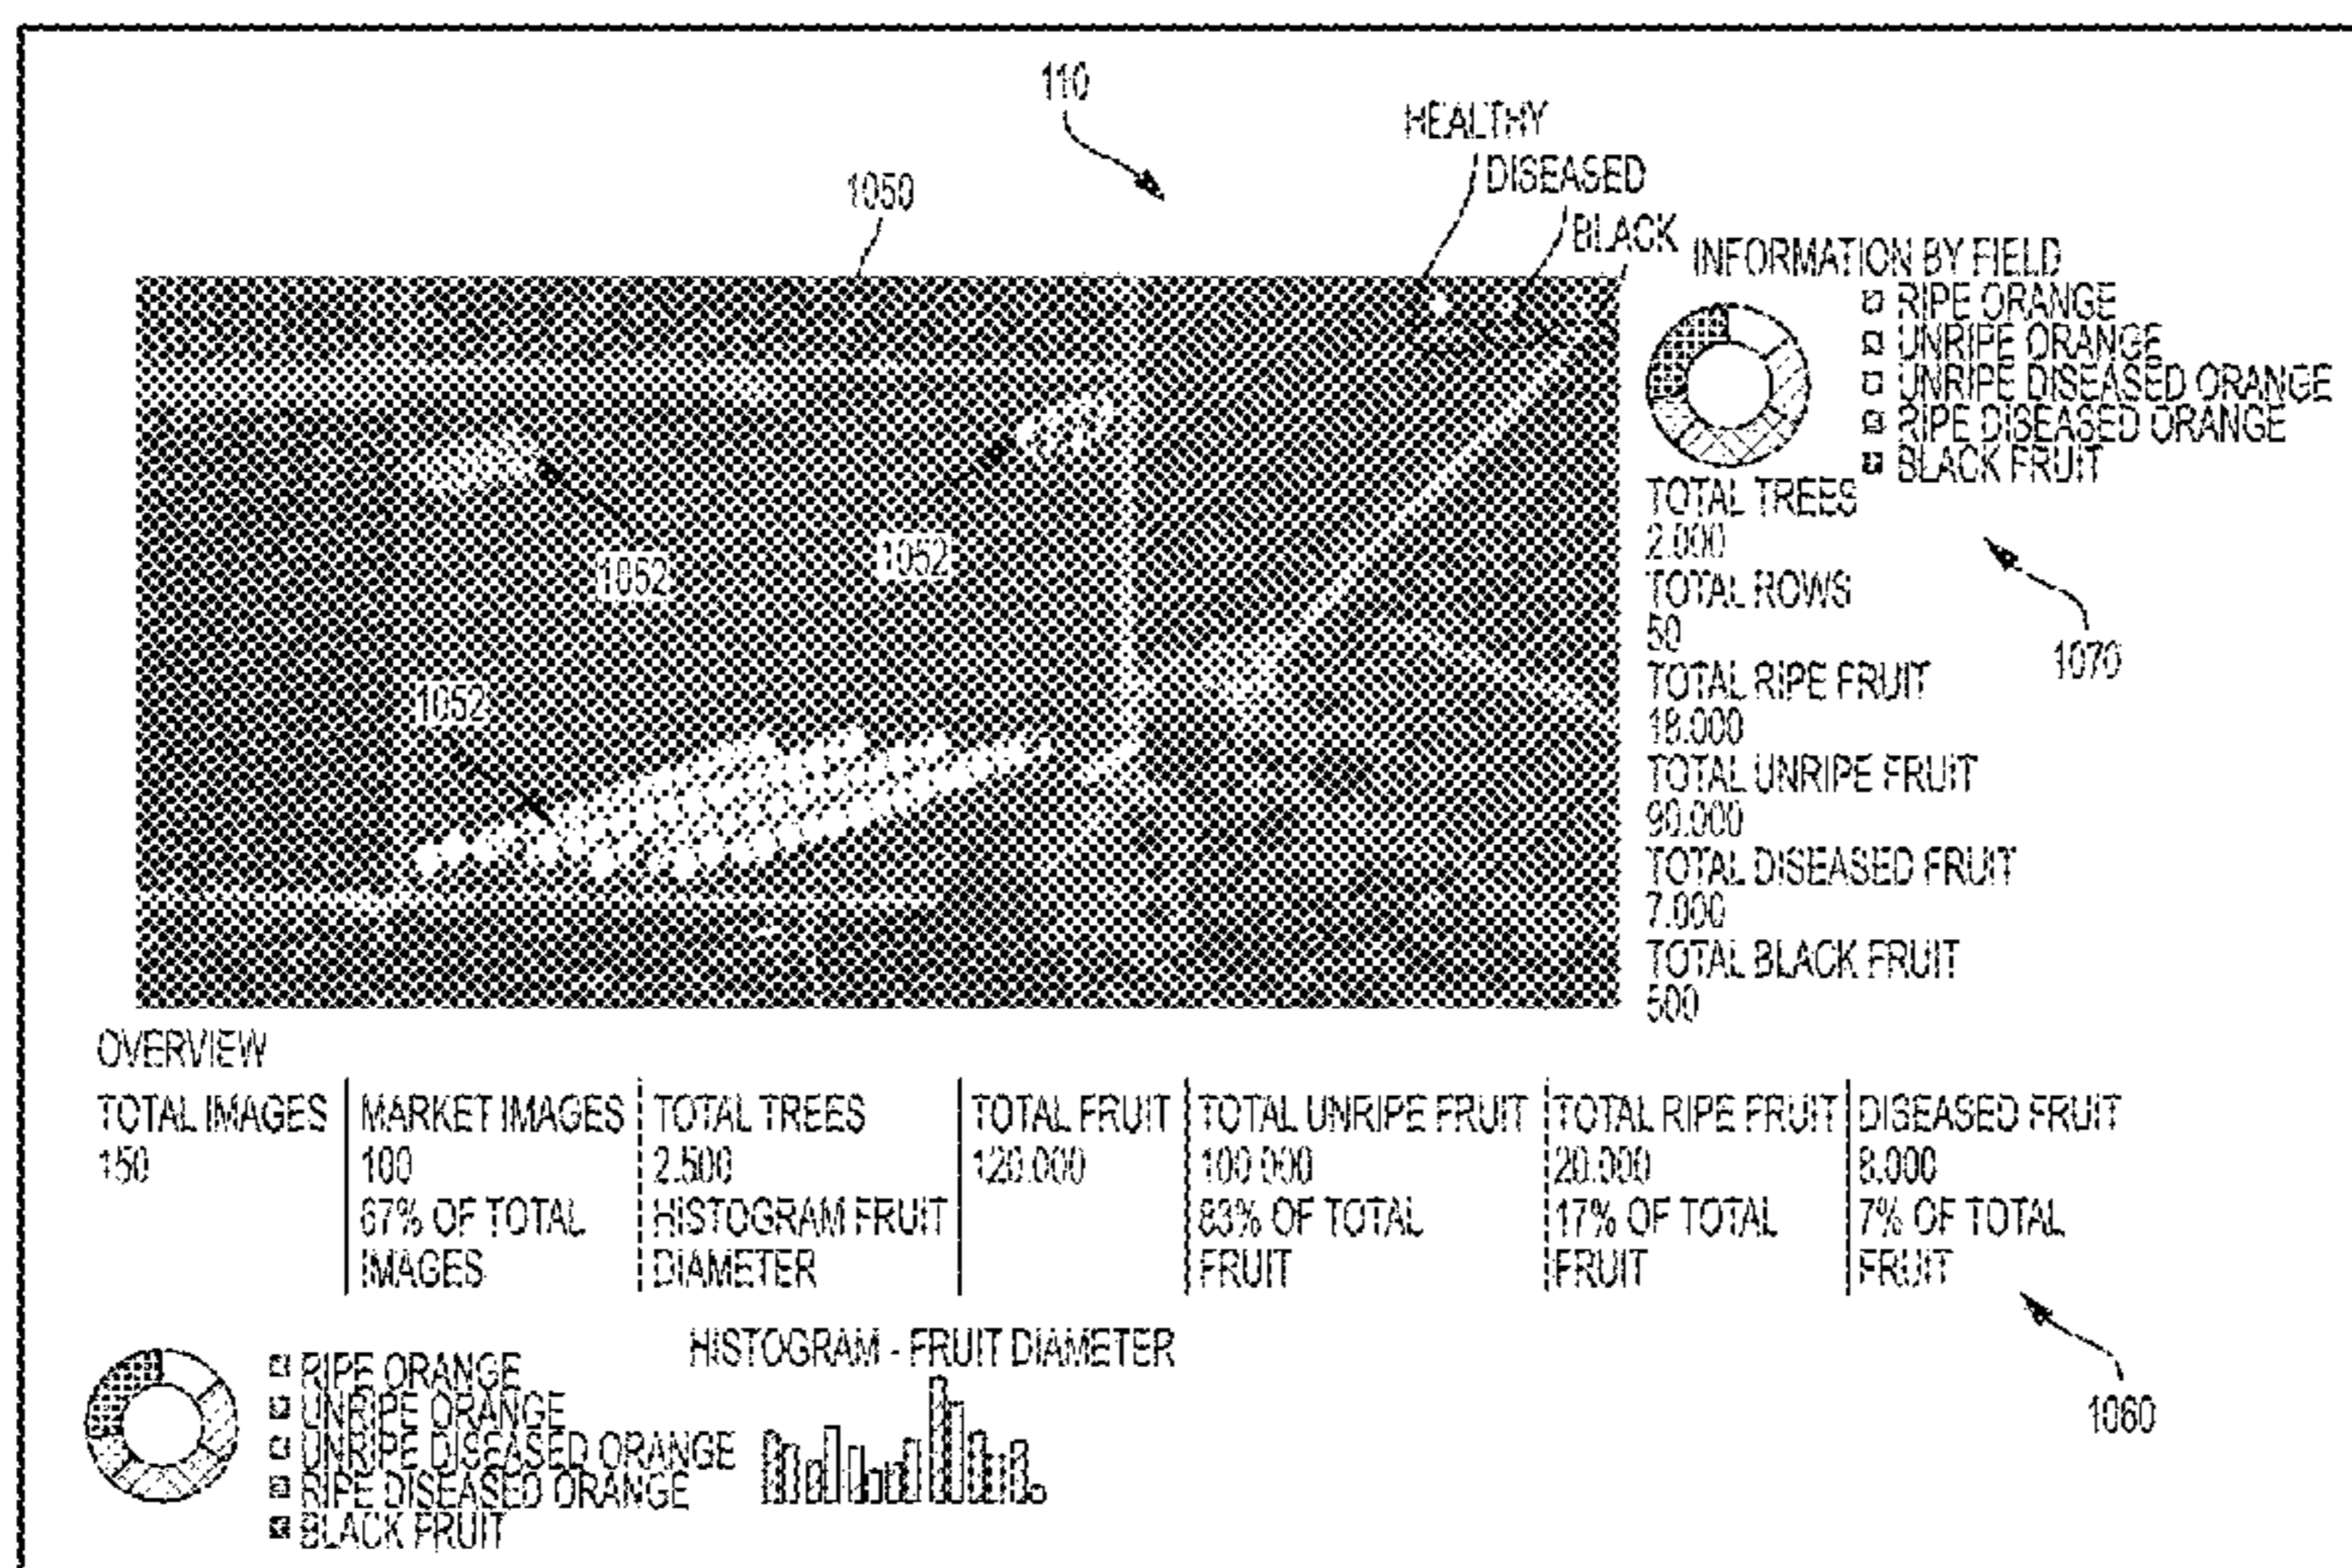 110
HEALTHY
DISEASED
BLACK
1050
INFORMATION BY FIELD
RIPE ORANGE
UNRIPE ORANGE
UNRIPE DISEASED ORANGE
RIPE DISEASED ORANGE
BLACK FRUIT
1052
1052
1052
TOTAL TREES
2.000
TOTAL ROWS
50
TOTAL RIPE FRUIT
18.000
TOTAL UNRIPE FRUIT
90.000
TOTAL DISEASED FRUIT
7.000
TOTAL BLACK FRUIT
500
1070
OVERVIEW
TOTAL IMAGES
150
MARKET IMAGES
100
67% OF TOTAL
IMAGES
TOTAL TREES
2.500
HISTOGRAM FRUIT
DIAMETER
TOTAL FRUIT
120.000
TOTAL UNRIPE FRUIT
100.000
83% OF TOTAL
FRUIT
TOTAL RIPE FRUIT
20.000
17% OF TOTAL
FRUIT
DISEASED FRUIT
8.000
7% OF TOTAL
FRUIT
1060
RIPE ORANGE
UNRIPE ORANGE
UNRIPE DISEASED ORANGE
RIPE DISEASED ORANGE
BLACK FRUIT
HISTOGRAM - FRUIT DIAMETER